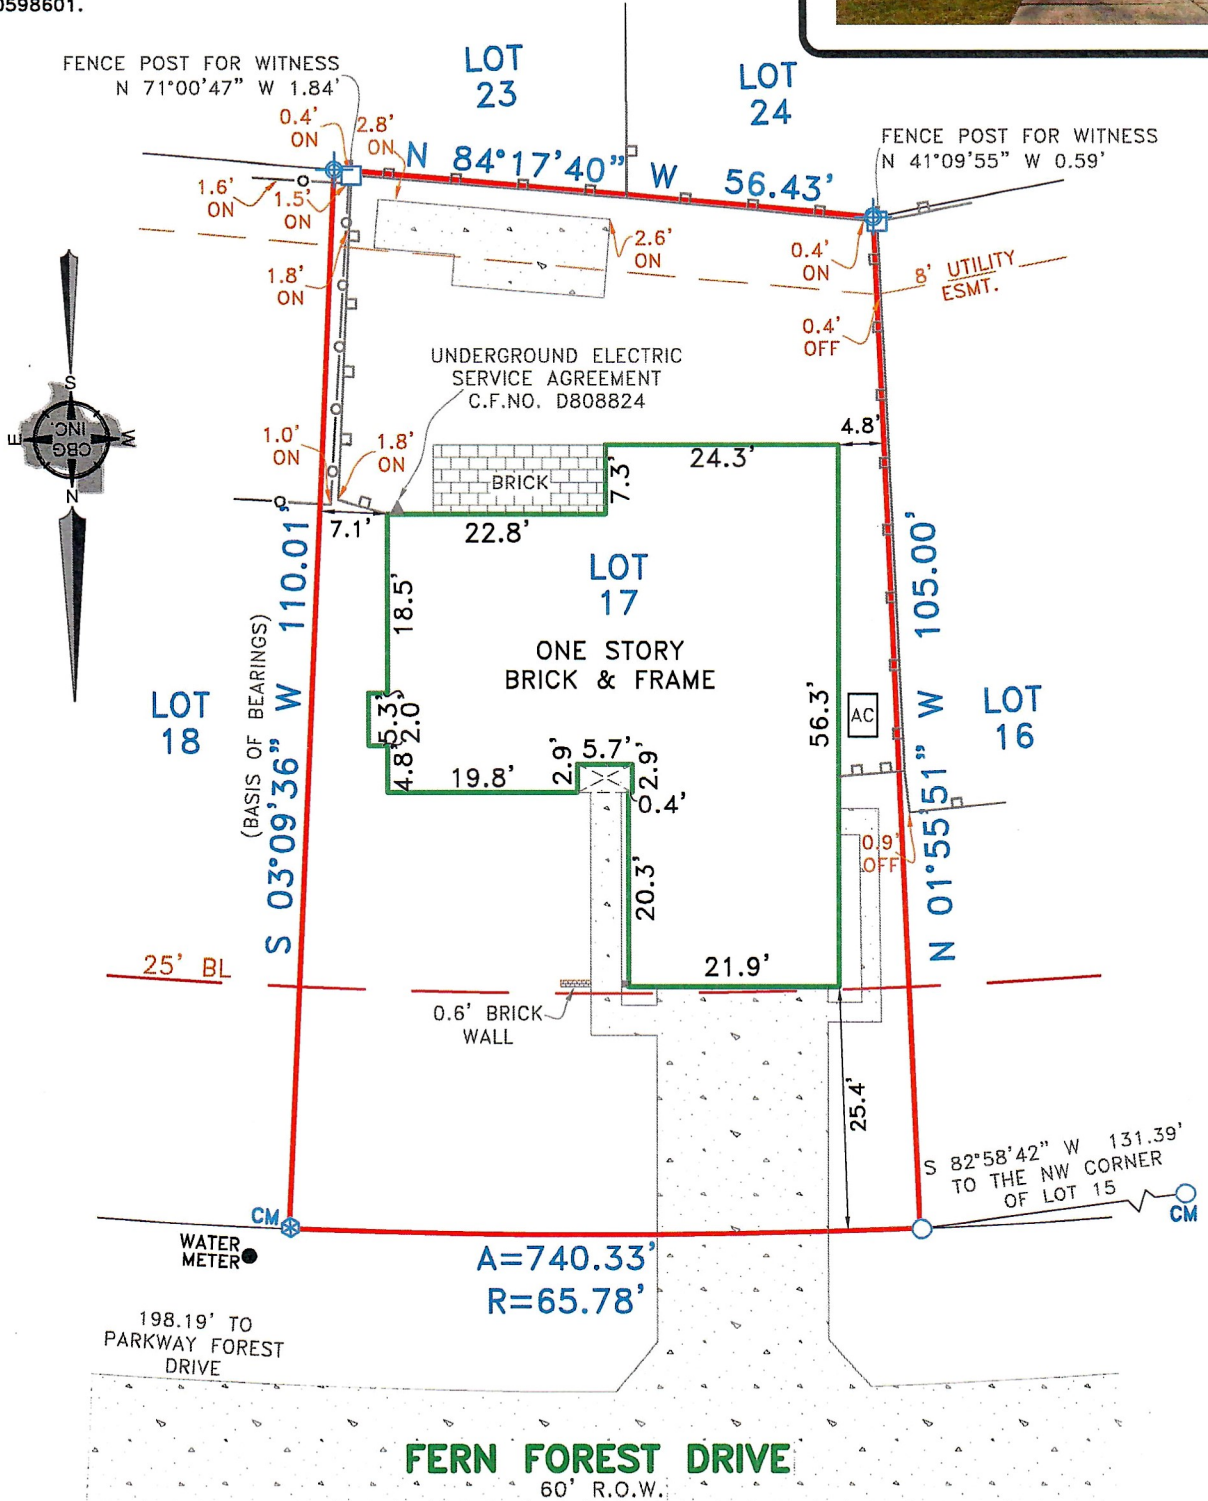 0598601.
FENCE POST FOR WITNESS
N 71°00'47" W 1.84'
LOT
23
LOT
24
FENCE POST FOR WITNESS
N 41°09'55" W 0.59'
0.4'
ON
2.8'
ON
N 84°17'40" W 56.43'
1.6'
ON
1.5'
ON
2.6'
ON
0.4'
ON
8' UTILITY
ESMT.
1.8'
ON
0.4'
OFF
UNDERGROUND ELECTRIC
SERVICE AGREEMENT
C.F.NO. D808824
S
E
W
N
CBG
INC.
1.0'
ON
1.8'
ON
BRICK
7.3'
24.3'
4.8'
7.1'
22.8'
LOT
17
18.5'
ONE STORY
BRICK & FRAME
S 03°09'36" W 110.01'
(BASIS OF BEARINGS)
N 01°55'51" W 105.00'
LOT
18
LOT
16
5.3'
2.0'
4.8'
19.8'
2.9'
5.7'
2.9'
0.4'
56.3'
AC
20.3'
0.9'
OFF
25' BL
21.9'
0.6' BRICK
WALL
25.4'
S 82°58'42" W 131.39'
TO THE NW CORNER
OF LOT 15
CM
CM
WATER
METER
A=740.33'
R=65.78'
198.19' TO
PARKWAY FOREST
DRIVE
FERN FOREST DRIVE
60' R.O.W.